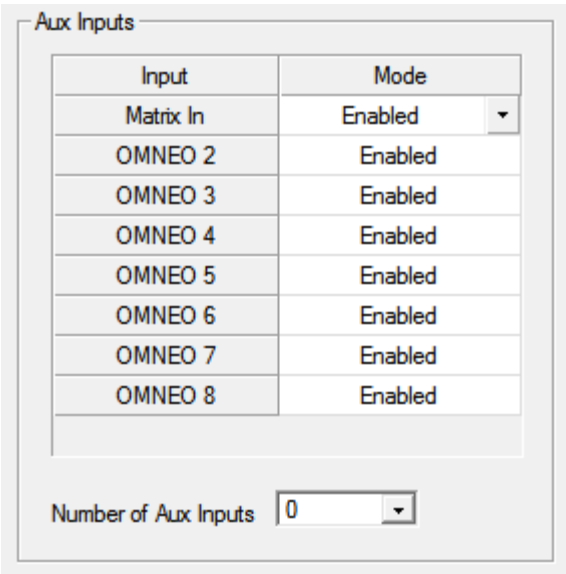 Aux Inputs
Input Mode
Matrix In Enabled
OMNEO 2 Enabled
OMNEO 3 Enabled
OMNEO 4 Enabled
OMNEO 5 Enabled
OMNEO 6 Enabled
OMNEO 7 Enabled
OMNEO 8 Enabled
Number of Aux Inputs 0